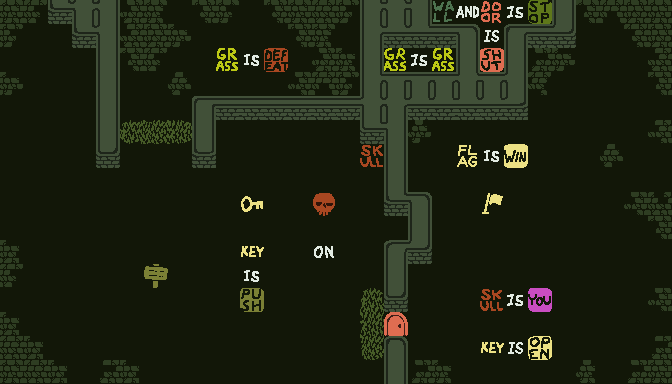 WALL AND DOOR IS STOP
IS
GRASS IS DEFEAT
GRASS IS GRASS
SHUT
SKULL
FLAG IS WIN
KEY
ON
IS
PUSH
SKULL IS YOU
KEY IS OPEN